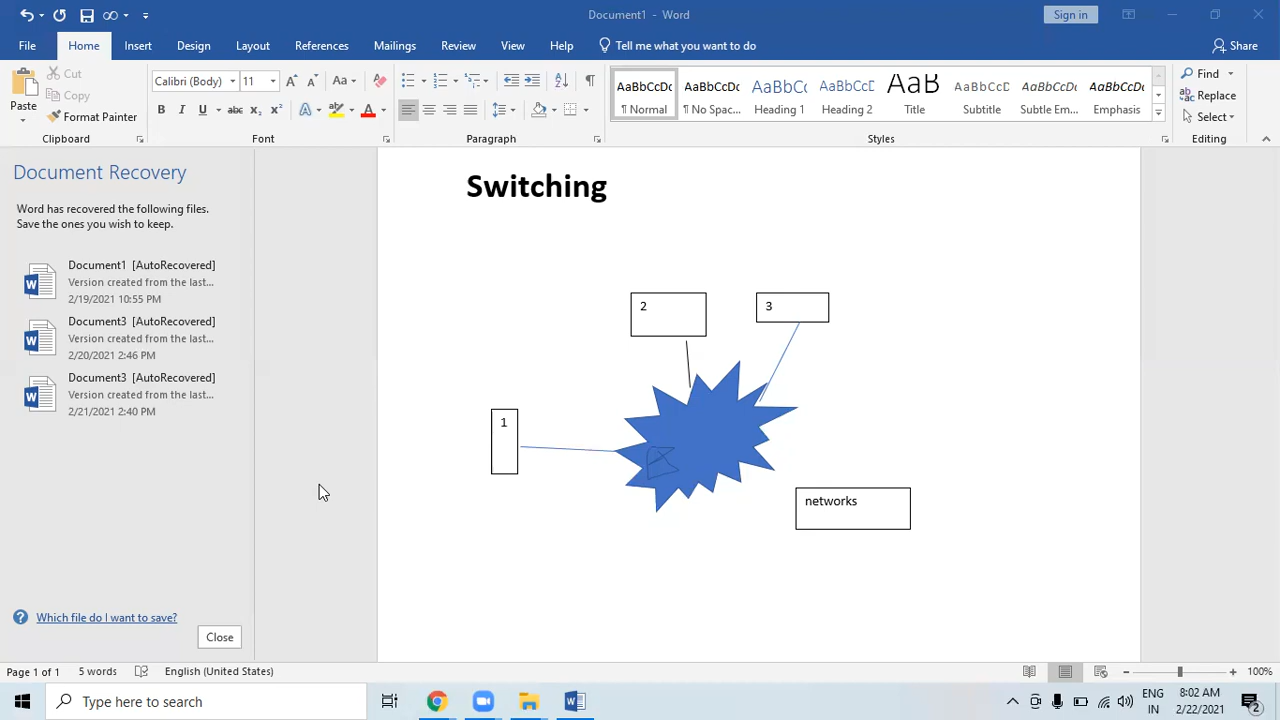 Document1 - Word
Sign in
File Home Insert Design Layout References Mailings Review View Help Tell me what you want to do Share
Paste
Cut
Copy
Format Painter
Clipboard
Calibri (Body) 11
Aa
B I U abc x₂ x² A A
Font
Paragraph
AaBbCcDc
¶ Normal
AaBbCcDc
¶ No Spac...
AaBbCc
Heading 1
AaBbCcD
Heading 2
AaB
Title
AaBbCcD
Subtitle
AaBbCcDc
Subtle Em...
AaBbCcDc
Emphasis
Styles
Find
Replace
Select
Editing
Document Recovery
Word has recovered the following files.
Save the ones you wish to keep.
Document1 [AutoRecovered]
Version created from the last...
2/19/2021 10:55 PM
Document3 [AutoRecovered]
Version created from the last...
2/20/2021 2:46 PM
Document3 [AutoRecovered]
Version created from the last...
2/21/2021 2:40 PM
Which file do I want to save?
Close
Switching
2
3
1
networks
Page 1 of 1 5 words English (United States) 100%
Type here to search
ENG
IN
8:02 AM
2/22/2021
2